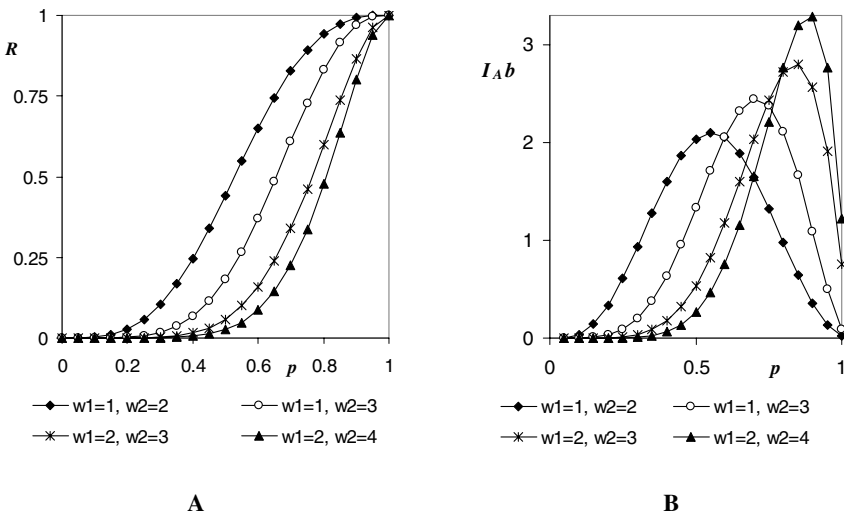 1
R
0.75
0.5
0.25
0
0 0.2 0.4 0.6 0.8 1
p
w1=1, w2=2 w1=1, w2=3
w1=2, w2=3 w1=2, w2=4
A
3
I_A b
2
1
0
0 0.5 1
p
w1=1, w2=2 w1=1, w2=3
w1=2, w2=3 w1=2, w2=4
B